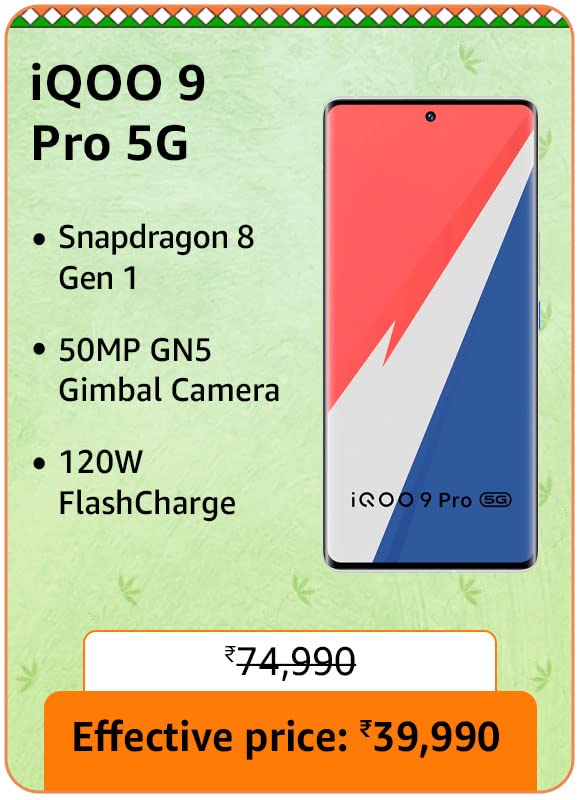 iQOO 9
Pro 5G
• Snapdragon 8
Gen 1
• 50MP GN5
Gimbal Camera
• 120W
FlashCharge
iQOO 9 Pro 5G
₹74,990
Effective price: ₹39,990